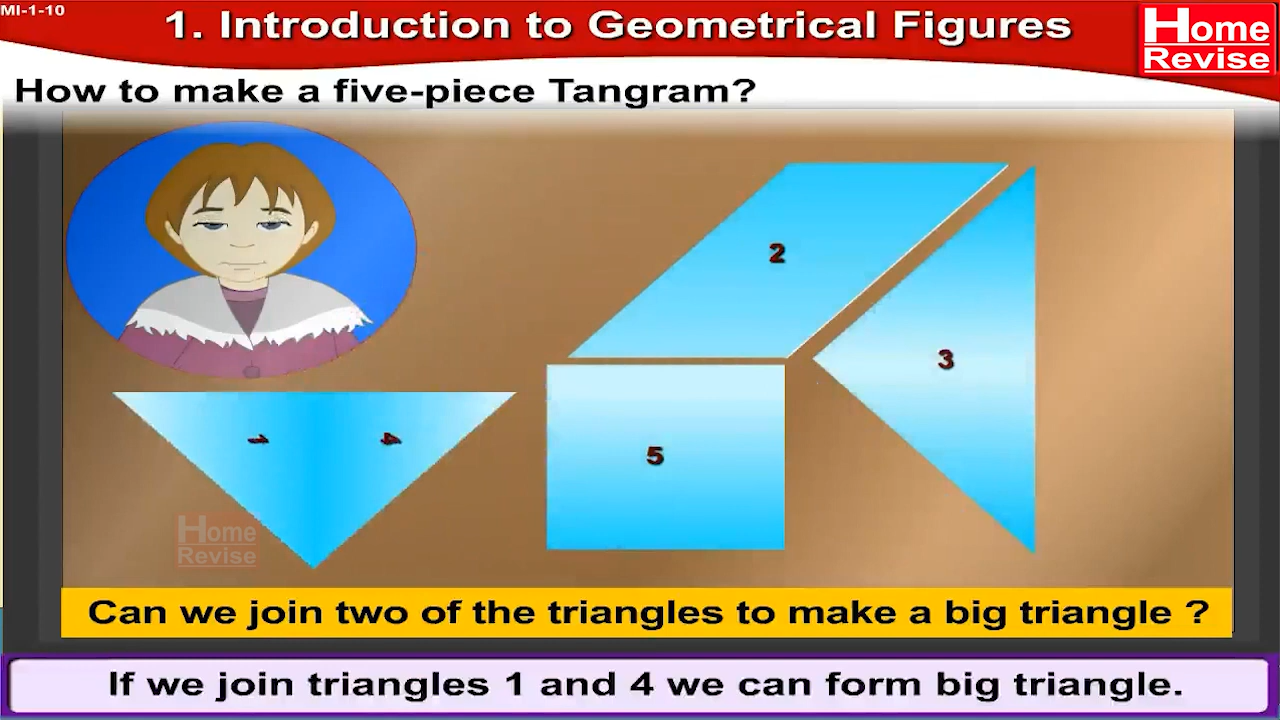 MI-1-10
1. Introduction to Geometrical Figures
Home
Revise
How to make a five-piece Tangram?
2
3
1 4
5
Home
Revise
Can we join two of the triangles to make a big triangle ?
If we join triangles 1 and 4 we can form big triangle.